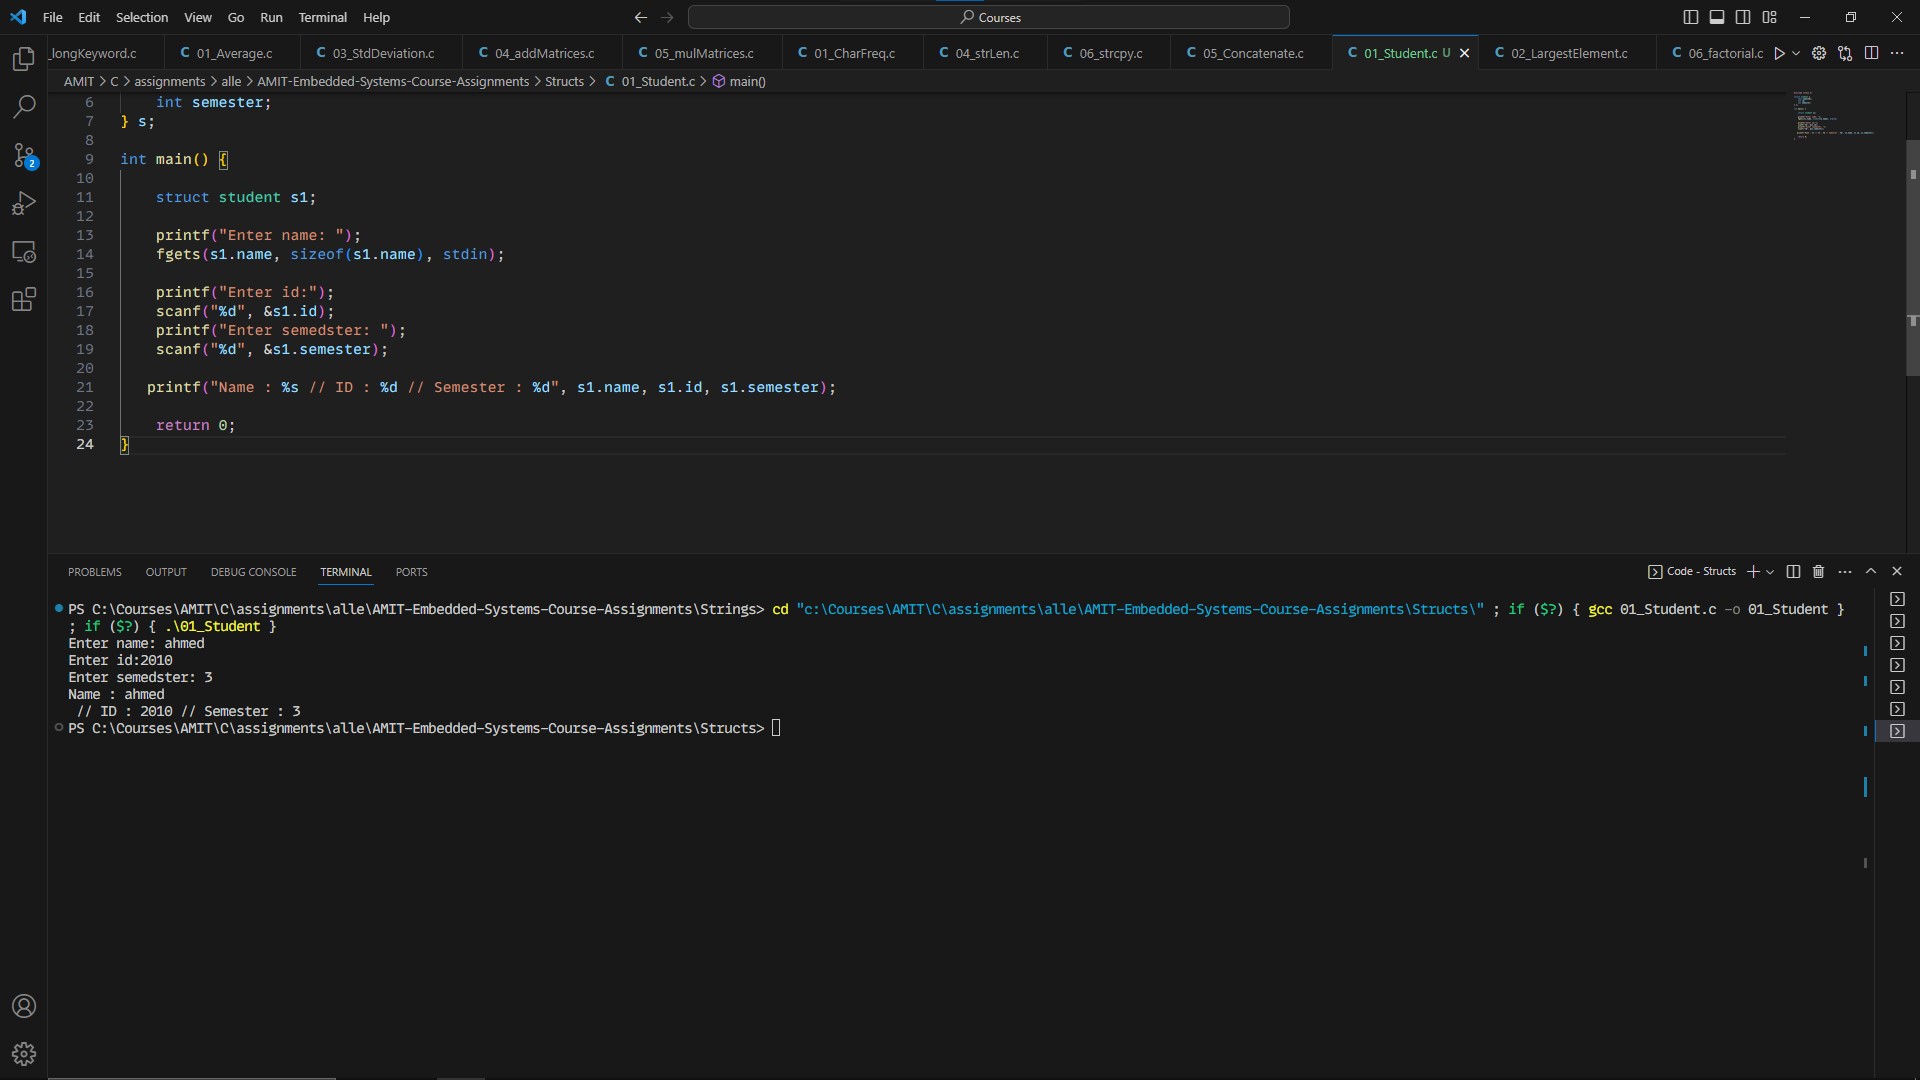 File Edit Selection View Go Run Terminal Help
Courses
longKeyword.c 01_Average.c 03_StdDeviation.c 04_addMatrices.c 05_mulMatrices.c 01_CharFreq.c 04_strLen.c 06_strcpy.c 05_Concatenate.c 01_Student.c U 02_LargestElement.c 06_factorial.c
AMIT > C > assignments > alle > AMIT-Embedded-Systems-Course-Assignments > Structs > C 01_Student.c > main()
6 int semester;
7 } s;
8
9 int main() {
10
11 struct student s1;
12
13 printf("Enter name: ");
14 fgets(s1.name, sizeof(s1.name), stdin);
15
16 printf("Enter id:");
17 scanf("%d", &s1.id);
18 printf("Enter semedster: ");
19 scanf("%d", &s1.semester);
20
21 printf("Name : %s // ID : %d // Semester : %d", s1.name, s1.id, s1.semester);
22
23 return 0;
24 }
2
PROBLEMS OUTPUT DEBUG CONSOLE TERMINAL PORTS
Code - Structs
PS C:\Courses\AMIT\C\assignments\alle\AMIT-Embedded-Systems-Course-Assignments\Strings> cd "c:\Courses\AMIT\C\assignments\alle\AMIT-Embedded-Systems-Course-Assignments\Structs\" ; if ($?) { gcc 01_Student.c -o 01_Student }
; if ($?) { .\01_Student }
Enter name: ahmed
Enter id:2010
Enter semedster: 3
Name : ahmed
// ID : 2010 // Semester : 3
PS C:\Courses\AMIT\C\assignments\alle\AMIT-Embedded-Systems-Course-Assignments\Structs>